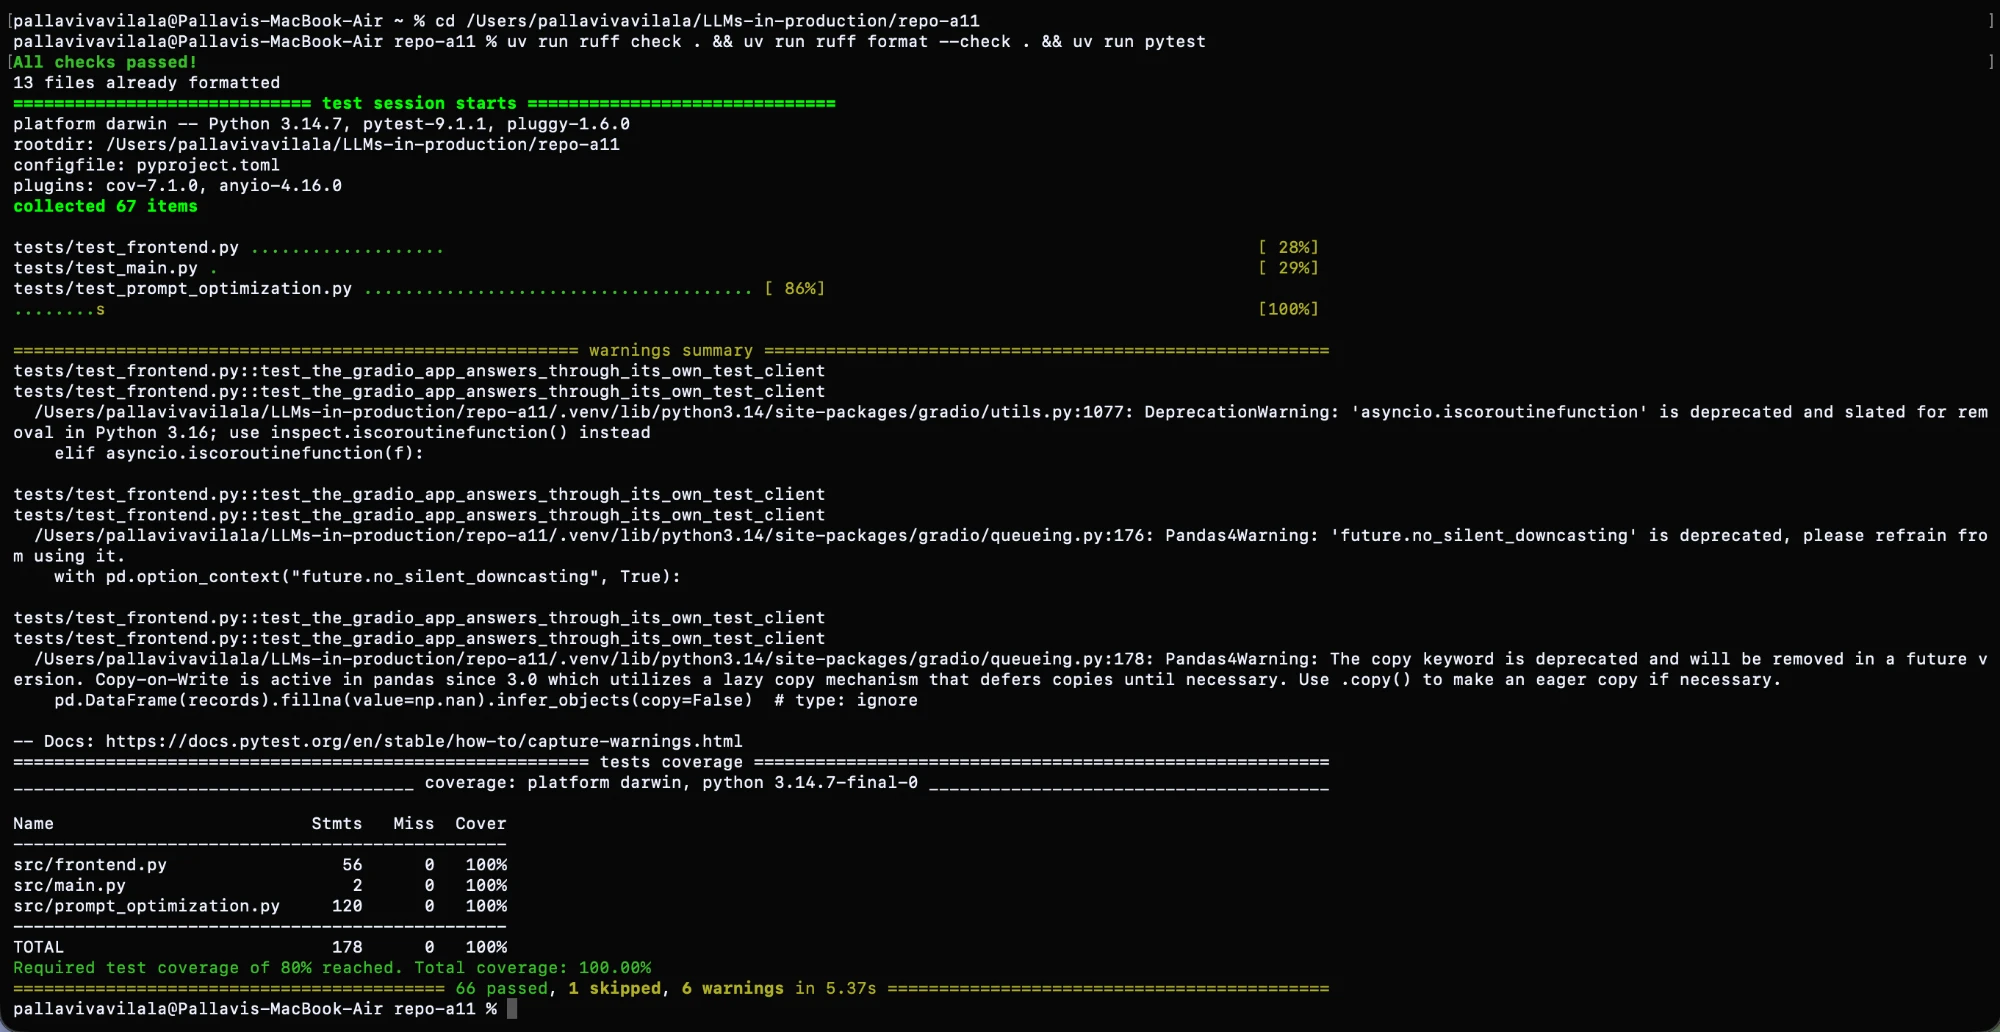 [pallavivavilala@Pallavis-MacBook-Air ~ % cd /Users/pallavivavilala/LLMs-in-production/repo-a11 ]
pallavivavilala@Pallavis-MacBook-Air repo-a11 % uv run ruff check . && uv run ruff format --check . && uv run pytest
[All checks passed! ]
13 files already formatted
============================= test session starts ==============================
platform darwin -- Python 3.14.7, pytest-9.1.1, pluggy-1.6.0
rootdir: /Users/pallavivavilala/LLMs-in-production/repo-a11
configfile: pyproject.toml
plugins: cov-7.1.0, anyio-4.16.0
collected 67 items
tests/test_frontend.py ................... [ 28%]
tests/test_main.py . [ 29%]
tests/test_prompt_optimization.py ...................................... [ 86%]
........s [100%]
======================================================= warnings summary =======================================================
tests/test_frontend.py::test_the_gradio_app_answers_through_its_own_test_client
tests/test_frontend.py::test_the_gradio_app_answers_through_its_own_test_client
  /Users/pallavivavilala/LLMs-in-production/repo-a11/.venv/lib/python3.14/site-packages/gradio/utils.py:1077: DeprecationWarning: 'asyncio.iscoroutinefunction' is deprecated and slated for rem
oval in Python 3.16; use inspect.iscoroutinefunction() instead
    elif asyncio.iscoroutinefunction(f):
tests/test_frontend.py::test_the_gradio_app_answers_through_its_own_test_client
tests/test_frontend.py::test_the_gradio_app_answers_through_its_own_test_client
  /Users/pallavivavilala/LLMs-in-production/repo-a11/.venv/lib/python3.14/site-packages/gradio/queueing.py:176: Pandas4Warning: 'future.no_silent_downcasting' is deprecated, please refrain fro
m using it.
    with pd.option_context("future.no_silent_downcasting", True):
tests/test_frontend.py::test_the_gradio_app_answers_through_its_own_test_client
tests/test_frontend.py::test_the_gradio_app_answers_through_its_own_test_client
  /Users/pallavivavilala/LLMs-in-production/repo-a11/.venv/lib/python3.14/site-packages/gradio/queueing.py:178: Pandas4Warning: The copy keyword is deprecated and will be removed in a future v
ersion. Copy-on-Write is active in pandas since 3.0 which utilizes a lazy copy mechanism that defers copies until necessary. Use .copy() to make an eager copy if necessary.
    pd.DataFrame(records).fillna(value=np.nan).infer_objects(copy=False)  # type: ignore
-- Docs: https://docs.pytest.org/en/stable/how-to/capture-warnings.html
======================================================== tests coverage ========================================================
_______________________________________ coverage: platform darwin, python 3.14.7-final-0 _______________________________________
Name                         Stmts   Miss  Cover
------------------------------------------------
src/frontend.py                 56      0   100%
src/main.py                      2      0   100%
src/prompt_optimization.py     120      0   100%
------------------------------------------------
TOTAL                          178      0   100%
Required test coverage of 80% reached. Total coverage: 100.00%
========================================== 66 passed, 1 skipped, 6 warnings in 5.37s ===========================================
pallavivavilala@Pallavis-MacBook-Air repo-a11 %